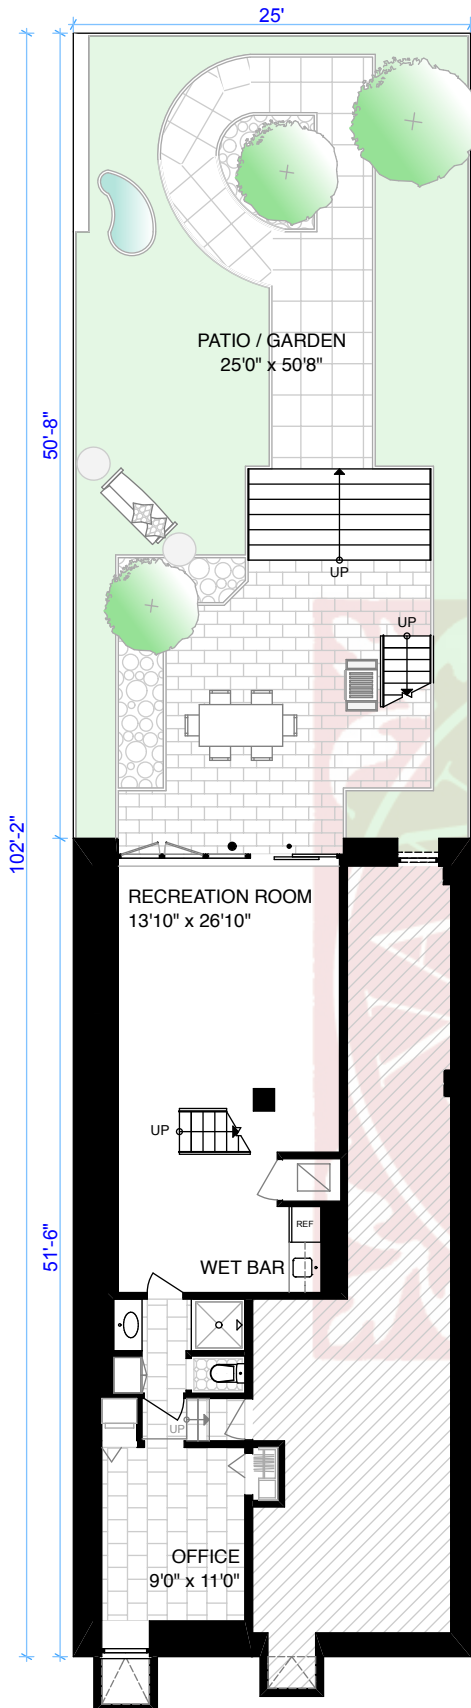 25'
PATIO / GARDEN
25'0" x 50'8"
50'-8"
UP
UP
102'-2"
RECREATION ROOM
13'10" x 26'10"
UP
REF
51'-6"
WET BAR
UP
OFFICE
9'0" x 11'0"